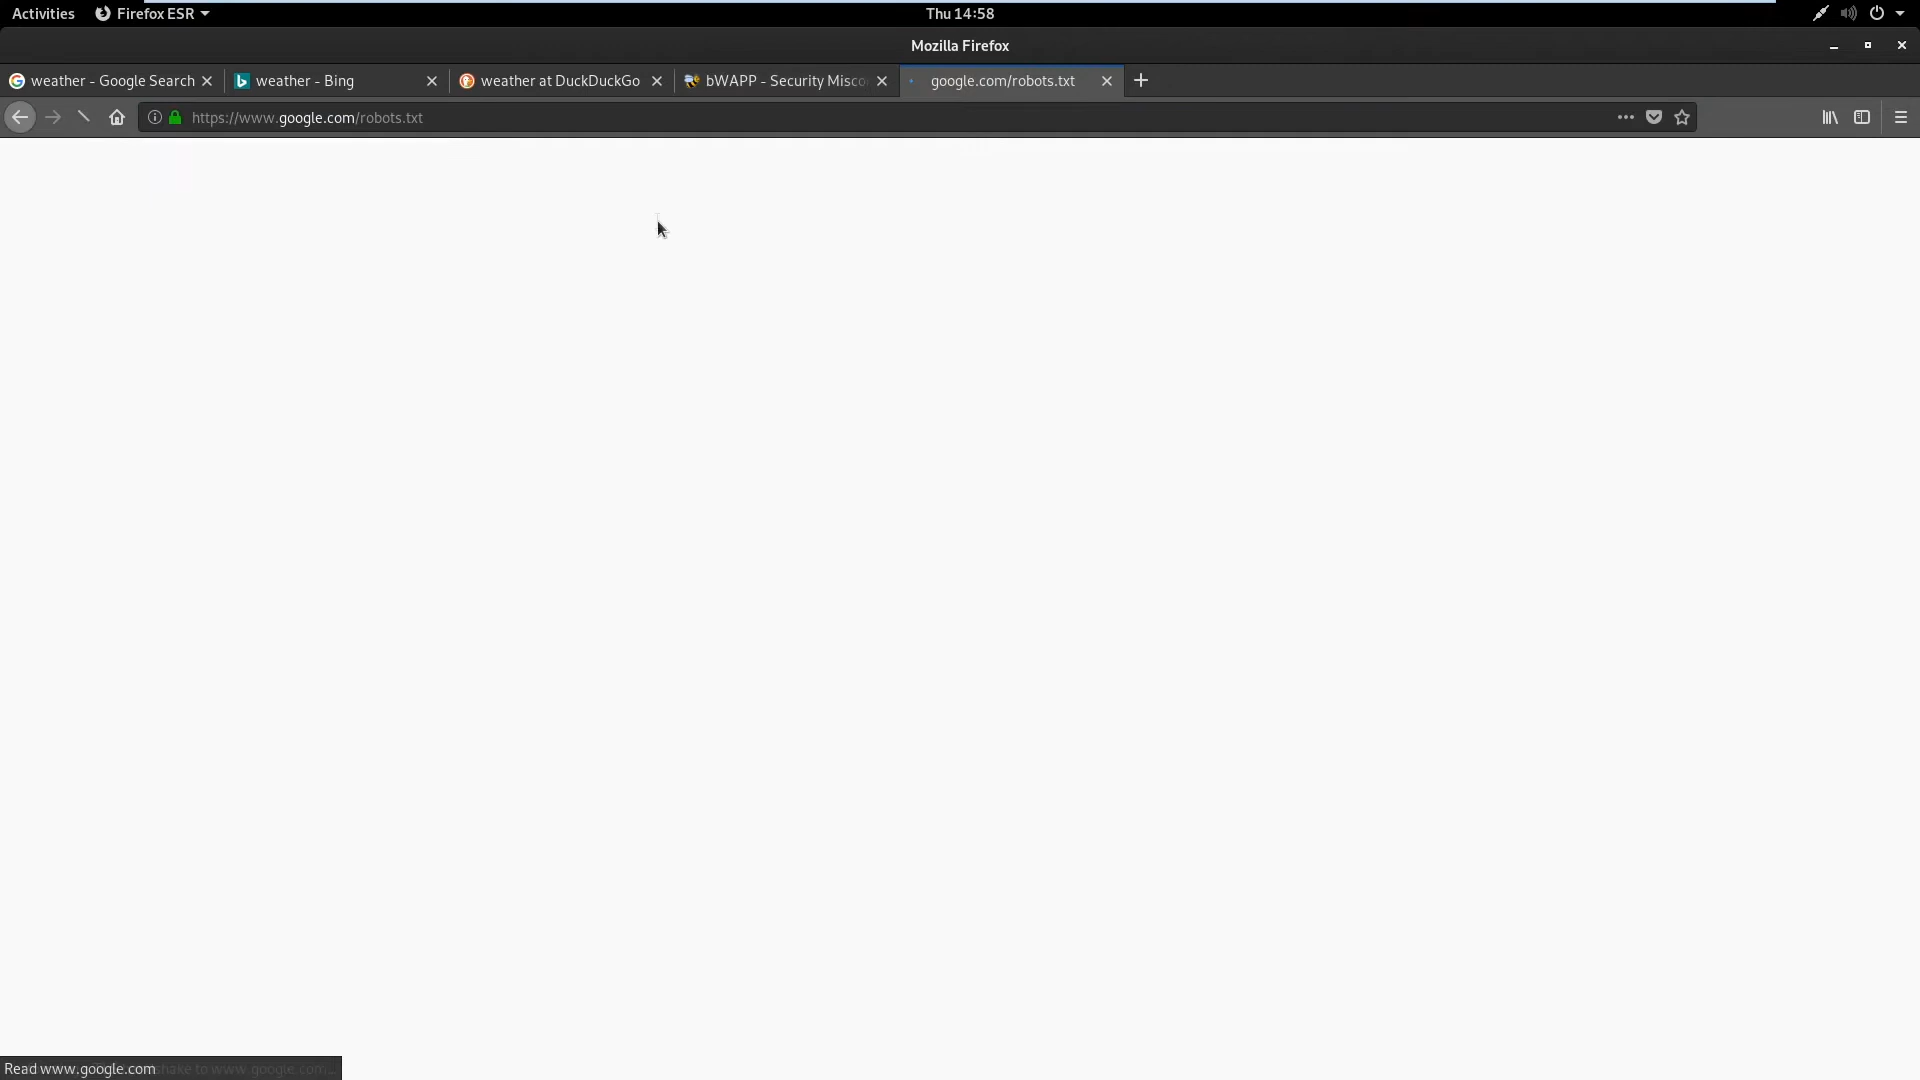 Activities Firefox ESR Thu 14:58
Mozilla Firefox
weather - Google Search weather - Bing weather at DuckDuckGo bWAPP - Security Misco google.com/robots.txt
https://www.google.com/robots.txt
Read www.google.com